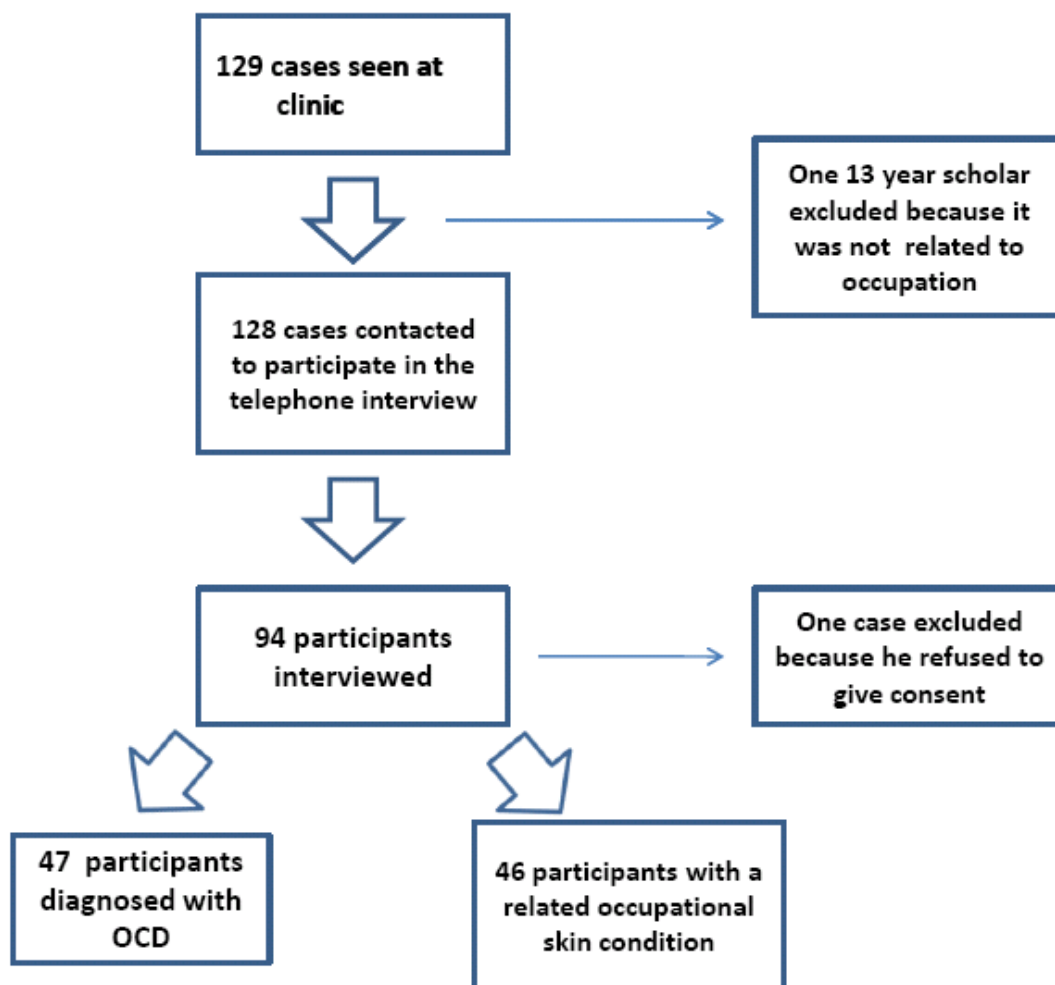 129 cases seen at
clinic
One 13 year scholar
excluded because it
was not related to
occupation
128 cases contacted
to participate in the
telephone interview
94 participants
interviewed
One case excluded
because he refused to
give consent
47 participants
diagnosed with
OCD
46 participants with a
related occupational
skin condition